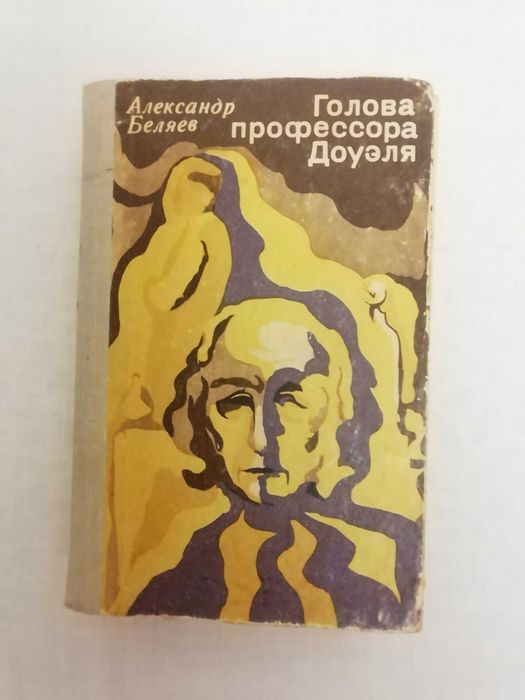 Александр
Беляев
Голова
профессора
Доуэля